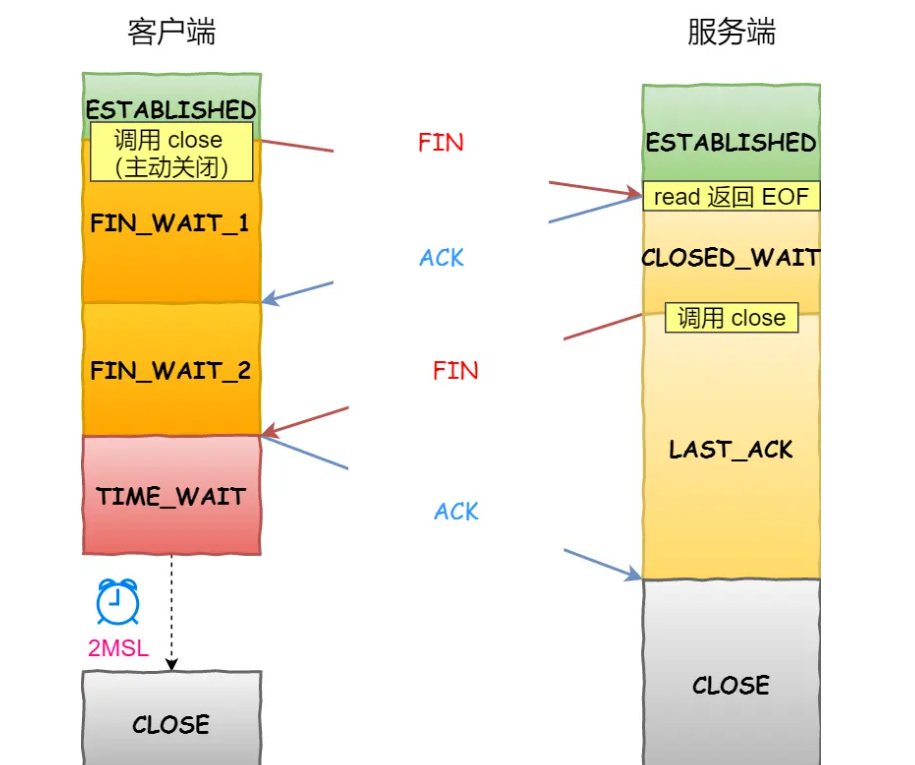 客户端
服务端
ESTABLISHED
调用 close
（主动关闭）
FIN
ESTABLISHED
read 返回 EOF
FIN_WAIT_1
ACK
CLOSED_WAIT
调用 close
FIN_WAIT_2
FIN
LAST_ACK
TIME_WAIT
ACK
2MSL
CLOSE
CLOSE